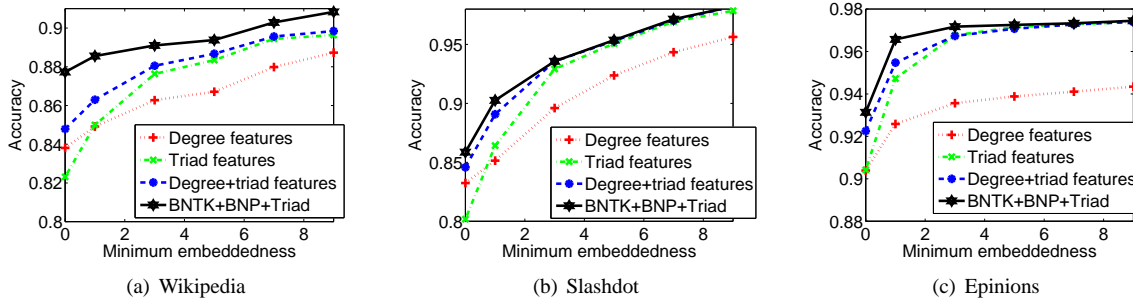 0.9
0.88
0.86
0.84
0.82
0.8
Accuracy
Degree features
Triad features
Degree+triad features
BNTK+BNP+Triad
0 2 4 6 8
Minimum embeddedness
(a) Wikipedia
0.95
0.9
0.85
0.8
Accuracy
Degree features
Triad features
Degree+triad features
BNTK+BNP+Triad
0 2 4 6 8
Minimum embeddedness
(b) Slashdot
0.98
0.96
0.94
0.92
0.9
0.88
Accuracy
Degree features
Triad features
Degree+triad features
BNTK+BNP+Triad
0 2 4 6 8
Minimum embeddedness
(c) Epinions